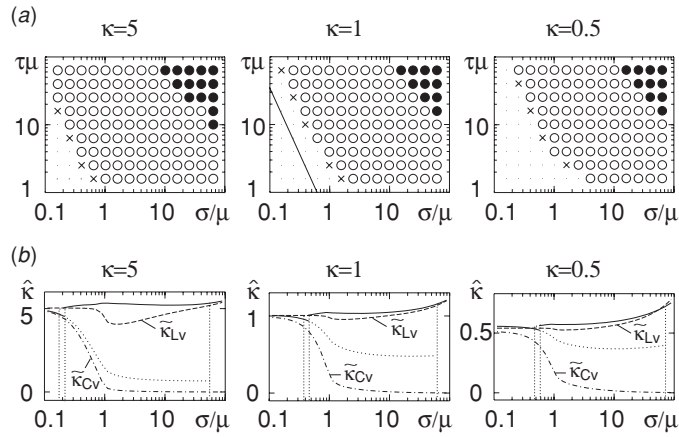 (a)
κ=5 κ=1 κ=0.5
τμ τμ τμ
10 10 10
1 1 1
0.1 1 10 σ/μ 0.1 1 10 σ/μ 0.1 1 10 σ/μ
(b)
κ=5 κ=1 κ=0.5
κ̂ κ̂ κ̂
5 1 0.5
κ̃Lv κ̃Lv κ̃Lv
κ̃Cv κ̃Cv κ̃Cv
0 0 0
0.1 1 10 σ/μ 0.1 1 10 σ/μ 0.1 1 10 σ/μ